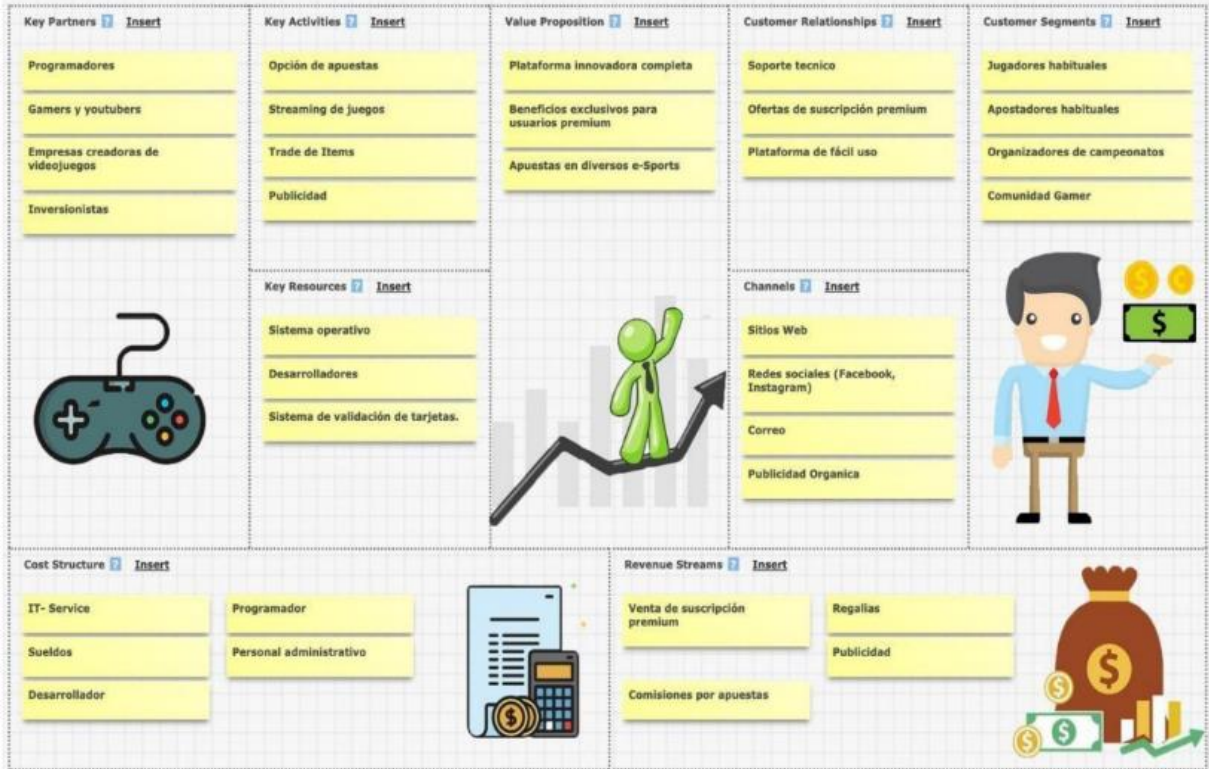 Key Partners ? Insert
Programadores
Gamers y youtubers
Empresas creadoras de
videojuegos
Inversionistas
Key Activities ? Insert
Opción de apuestas
Streaming de juegos
Trade de Items
Publicidad
Key Resources ? Insert
Sistema operativo
Desarrolladores
Sistema de validación de tarjetas.
Value Proposition ? Insert
Plataforma innovadora completa
Beneficios exclusivos para
usuarios premium
Apuestas en diversos e-Sports
Customer Relationships ? Insert
Soporte tecnico
Ofertas de suscripción premium
Plataforma de fácil uso
Channels ? Insert
Sitios Web
Redes sociales (Facebook,
Instagram)
Correo
Publicidad Organica
Customer Segments ? Insert
Jugadores habituales
Apostadores habituales
Organizadores de campeonatos
Comunidad Gamer
$
Cost Structure ? Insert
IT- Service
Sueldos
Desarrollador
Programador
Personal administrativo
$
Revenue Streams ? Insert
Venta de suscripción
premium
Comisiones por apuestas
Regalias
Publicidad
$
$
$
$